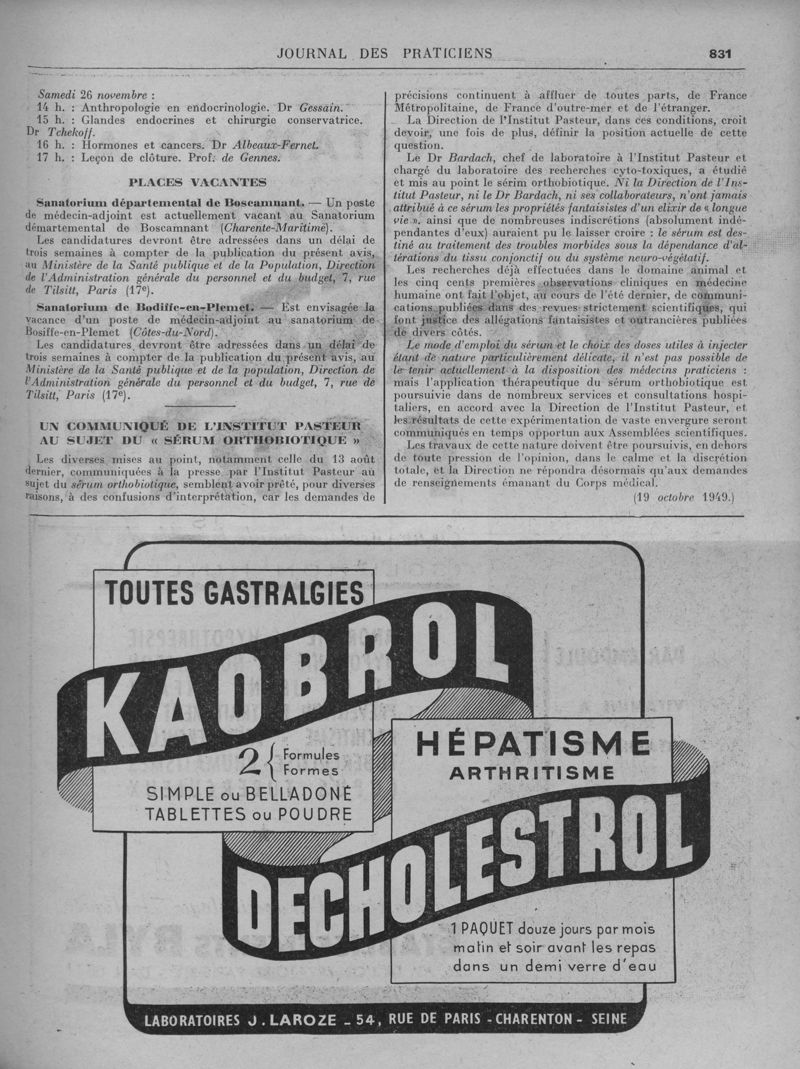 JOURNAL DES PRATICIENS 831
Samedi 26 novembre :
14 h. : Anthropologie en endocrinologie. Dr Gessain.
15 h. : Glandes endocrines et chirurgie conservatrice.
Dr Tchekoff.
16 h. : Hormones et cancers. Dr Albeaux-Fernet.
17 h. : Leçon de clôture. Prof. de Gennes.
PLACES VACANTES
Sanatorium départemental de Boscamnant. — Un poste
de médecin-adjoint est actuellement vacant au Sanatorium
démartemental de Boscamnant (Charente-Maritime).
Les candidatures devront être adressées dans un délai de
trois semaines à compter de la publication du présent avis,
au Ministère de la Santé publique et de la Population, Direction
de l'Administration générale du personnel et du budget, 7, rue
de Tilsitt, Paris (17e).
Sanatorium de Bodiffe-en-Plemet. — Est envisagée la
vacance d'un poste de médecin-adjoint au sanatorium de
Bosiffe-en-Plemet (Côtes-du-Nord).
Les candidatures devront être adressées dans un délai de
trois semaines à compter de la publication du présent avis, au
Ministère de la Santé publique et de la population, Direction de
l'Administration générale du personnel et du budget, 7, rue de
Tilsitt, Paris (17e).
UN COMMUNIQUÉ DE L'INSTITUT PASTEUR
AU SUJET DU « SÉRUM ORTHOBIOTIQUE »
Les diverses mises au point, notamment celle du 13 août
dernier, communiquées à la presse par l'Institut Pasteur au
sujet du sérum orthobiotique, semblent avoir prêté, pour diverses
raisons, à des confusions d'interprétation, car les demandes de
précisions continuent à affluer de toutes parts, de France
Métropolitaine, de France d'outre-mer et de l'étranger.
La Direction de l'Institut Pasteur, dans ces conditions, croit
devoir, une fois de plus, définir la position actuelle de cette
question.
Le Dr Bardach, chef de laboratoire à l'Institut Pasteur et
chargé du laboratoire des recherches cyto-toxiques, a étudié
et mis au point le sérim orthobiotique. Ni la Direction de l'Ins-
titut Pasteur, ni le Dr Bardach, ni ses collaborateurs, n'ont jamais
attribué à ce sérum les propriétés fantaisistes d'un elixir de « longue
vie », ainsi que de nombreuses indiscrétions (absolument indé-
pendantes d'eux) auraient pu le laisser croire : le sérum est des-
tiné au traitement des troubles morbides sous la dépendance d'al-
térations du tissu conjonctif ou du système neuro-végétatif.
Les recherches déjà effectuées dans le domaine animal et
les cinq cents premières observations cliniques en médecine
humaine ont fait l'objet, au cours de l'été dernier, de communi-
cations publiées dans des revues strictement scientifiques, qui
font justice des allégations fantaisistes et outrancières publiées
de divers côtés.
Le mode d'emploi du sérum et le choix des doses utiles à injecter
étant de nature particulièrement délicate, il n'est pas possible de
le tenir actuellement à la disposition des médecins praticiens :
mais l'application thérapeutique du sérum orthobiotique est
poursuivie dans de nombreux services et consultations hospi-
taliers, en accord avec la Direction de l'Institut Pasteur, et
les résultats de cette expérimentation de vaste envergure seront
communiqués en temps opportun aux Assemblées scientifiques.
Les travaux de cette nature doivent être poursuivis, en dehors
de toute pression de l'opinion, dans le calme et la discrétion
totale, et la Direction ne répondra désormais qu'aux demandes
de renseignements émanant du Corps médical.
(19 octobre 1949.)
TOUTES GASTRALGIES
KAOBROL
2 { Formules
Formes
SIMPLE ou BELLADONÉ
TABLETTES ou POUDRE
HÉPATISME
ARTHRITISME
DECHOLESTROL
1 PAQUET douze jours par mois
matin et soir avant les repas
dans un demi verre d'eau
LABORATOIRES J. LAROZE - 54, RUE DE PARIS - CHARENTON - SEINE